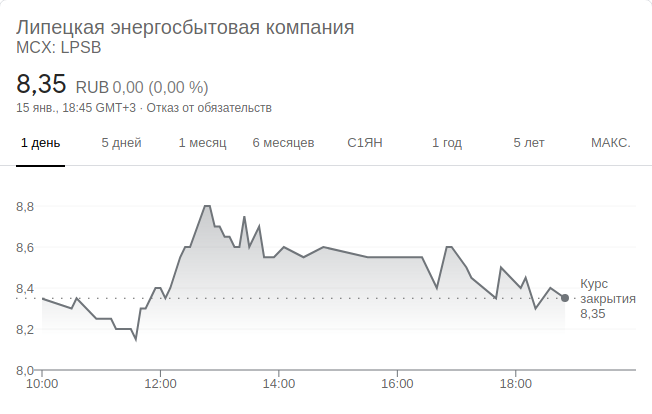 Липецкая энергосбытовая компания
MCX: LPSB
8,35 RUB 0,00 (0,00 %)
15 янв., 18:45 GMT+3 · Отказ от обязательств
1 день 5 дней 1 месяц 6 месяцев С1ЯН 1 год 5 лет МАКС.
8,8
8,6
8,4
8,2
8,0
Курс
закрытия
8,35
10:00 12:00 14:00 16:00 18:00